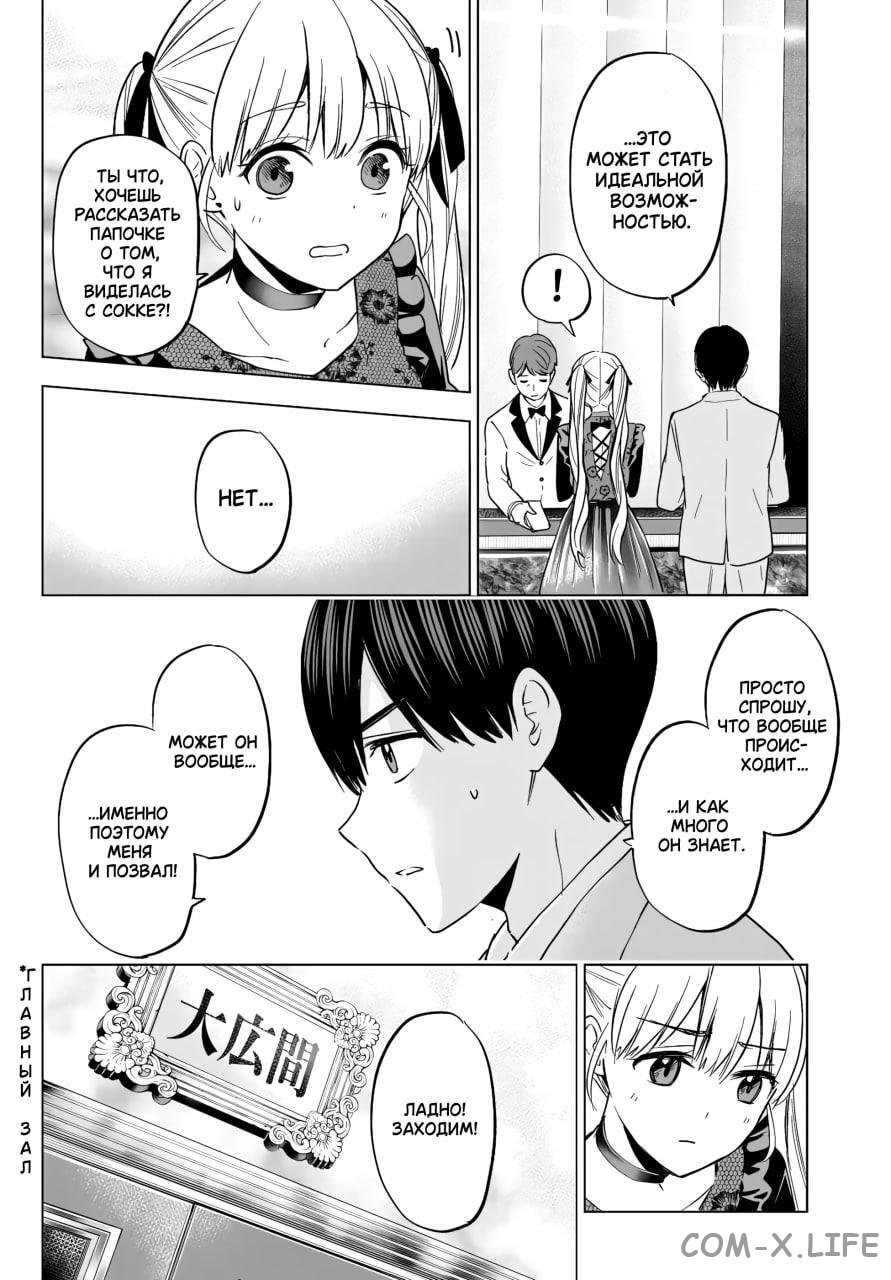 ...ЭТО
МОЖЕТ СТАТЬ
ИДЕАЛЬНОЙ
ВОЗМОЖ-
НОСТЬЮ.
!
ТЫ ЧТО,
ХОЧЕШЬ
РАССКАЗАТЬ
ПАПОЧКЕ
О ТОМ,
ЧТО Я
ВИДЕЛАСЬ
С СОККЕ?!
НЕТ...
ПРОСТО
СПРОШУ,
ЧТО ВООБЩЕ
ПРОИС-
ХОДИТ...
...И КАК
МНОГО
ОН ЗНАЕТ.
МОЖЕТ ОН
ВООБЩЕ...
...ИМЕННО
ПОЭТОМУ
МЕНЯ
И ПОЗВАЛ!
ЛАДНО!
ЗАХОДИМ!
大広間
*ГЛАВНЫЙ ЗАЛ
COM-X.LIFE